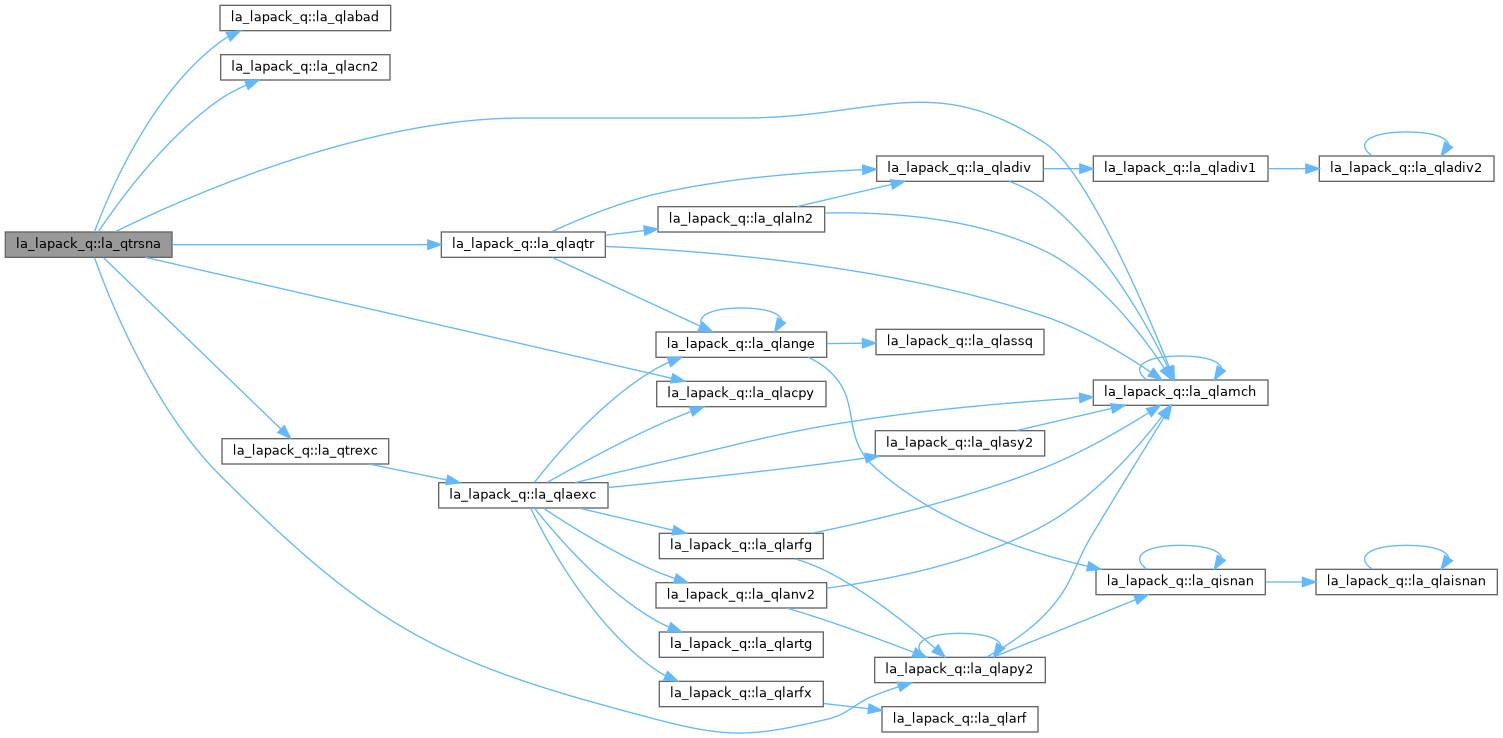 la_lapack_q::la_qlabad
la_lapack_q::la_qlacn2
la_lapack_q::la_qladiv
la_lapack_q::la_qladiv1
la_lapack_q::la_qladiv2
la_lapack_q::la_qlaln2
la_lapack_q::la_qtrsna
la_lapack_q::la_qlaqtr
la_lapack_q::la_qlange
la_lapack_q::la_qlassq
la_lapack_q::la_qlacpy
la_lapack_q::la_qlamch
la_lapack_q::la_qtrexc
la_lapack_q::la_qlasy2
la_lapack_q::la_qlaexc
la_lapack_q::la_qlarfg
la_lapack_q::la_qisnan
la_lapack_q::la_qlaisnan
la_lapack_q::la_qlanv2
la_lapack_q::la_qlartg
la_lapack_q::la_qlapy2
la_lapack_q::la_qlarfx
la_lapack_q::la_qlarf